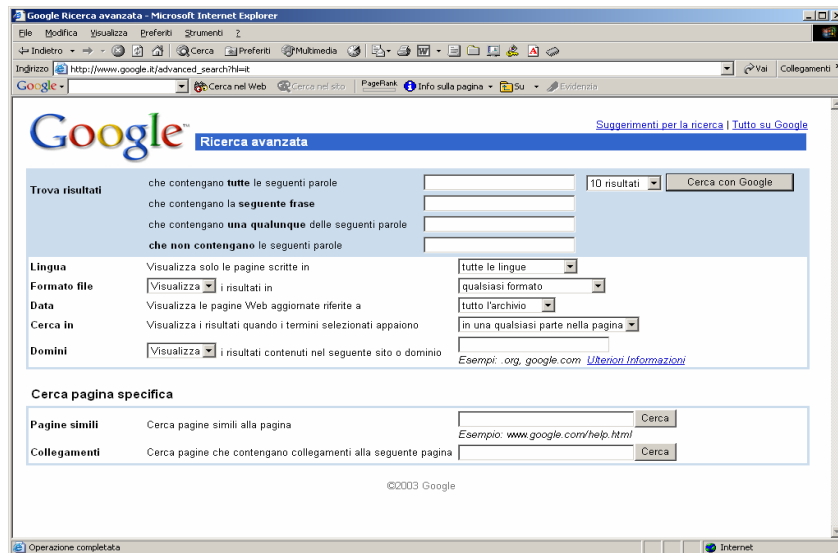 Google Ricerca avanzata - Microsoft Internet Explorer
File Modifica Visualizza Preferiti Strumenti ?
Indietro Cerca Preferiti Multimedia
Indirizzo http://www.google.it/advanced_search?hl=it Vai Collegamenti »
Google Cerca nel Web Cerca nel sito PageRank Info sulla pagina Su Evidenzia
Google™ Ricerca avanzata Suggerimenti per la ricerca | Tutto su Google
Trova risultati che contengano tutte le seguenti parole 10 risultati Cerca con Google
che contengano la seguente frase
che contengano una qualunque delle seguenti parole
che non contengano le seguenti parole
Lingua Visualizza solo le pagine scritte in tutte le lingue
Formato file Visualizza i risultati in qualsiasi formato
Data Visualizza le pagine Web aggiornate riferite a tutto l'archivio
Cerca in Visualizza i risultati quando i termini selezionati appaiono in una qualsiasi parte nella pagina
Domini Visualizza i risultati contenuti nel seguente sito o dominio
Esempi: .org, google.com Ulteriori Informazioni
Cerca pagina specifica
Pagine simili Cerca pagine simili alla pagina Cerca
Esempio: www.google.com/help.html
Collegamenti Cerca pagine che contengano collegamenti alla seguente pagina Cerca
©2003 Google
Operazione completata Internet